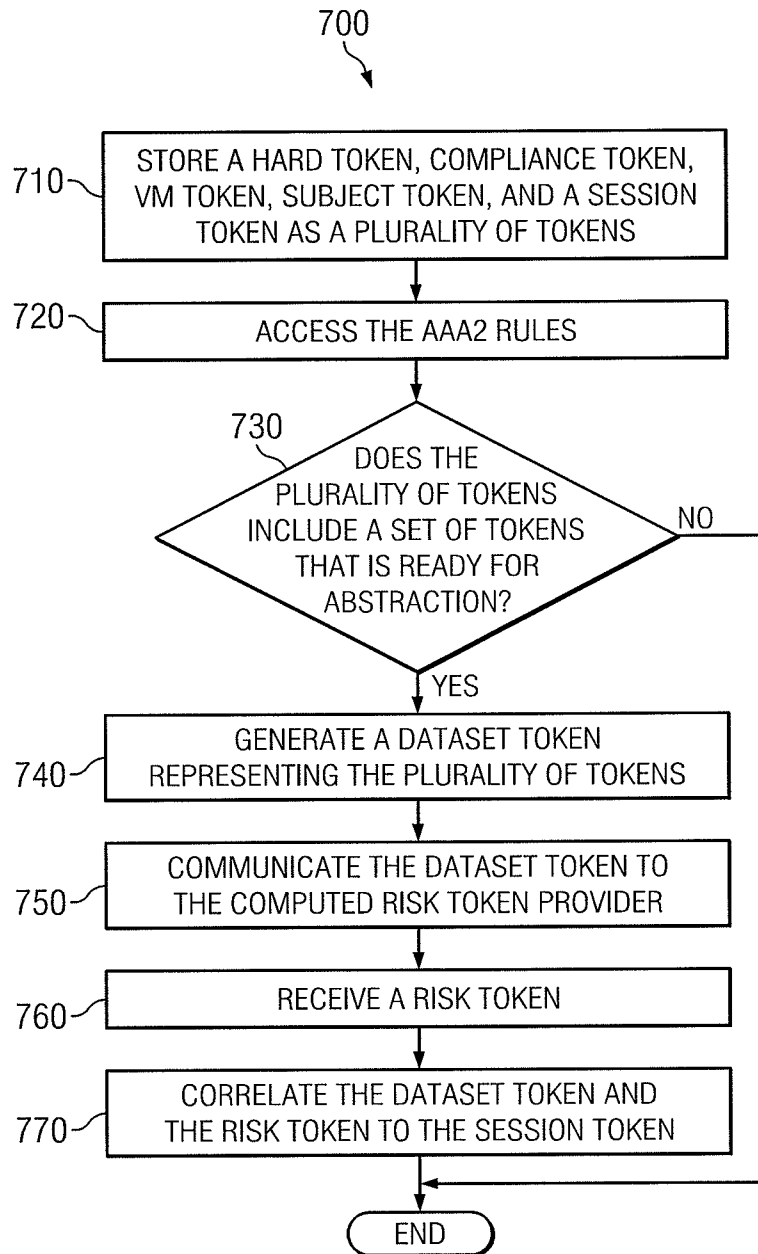 700
710
STORE A HARD TOKEN, COMPLIANCE TOKEN,
VM TOKEN, SUBJECT TOKEN, AND A SESSION
TOKEN AS A PLURALITY OF TOKENS
720
ACCESS THE AAA2 RULES
730
DOES THE
PLURALITY OF TOKENS
INCLUDE A SET OF TOKENS
THAT IS READY FOR
ABSTRACTION?
NO
YES
740
GENERATE A DATASET TOKEN
REPRESENTING THE PLURALITY OF TOKENS
750
COMMUNICATE THE DATASET TOKEN TO
THE COMPUTED RISK TOKEN PROVIDER
760
RECEIVE A RISK TOKEN
770
CORRELATE THE DATASET TOKEN AND
THE RISK TOKEN TO THE SESSION TOKEN
END